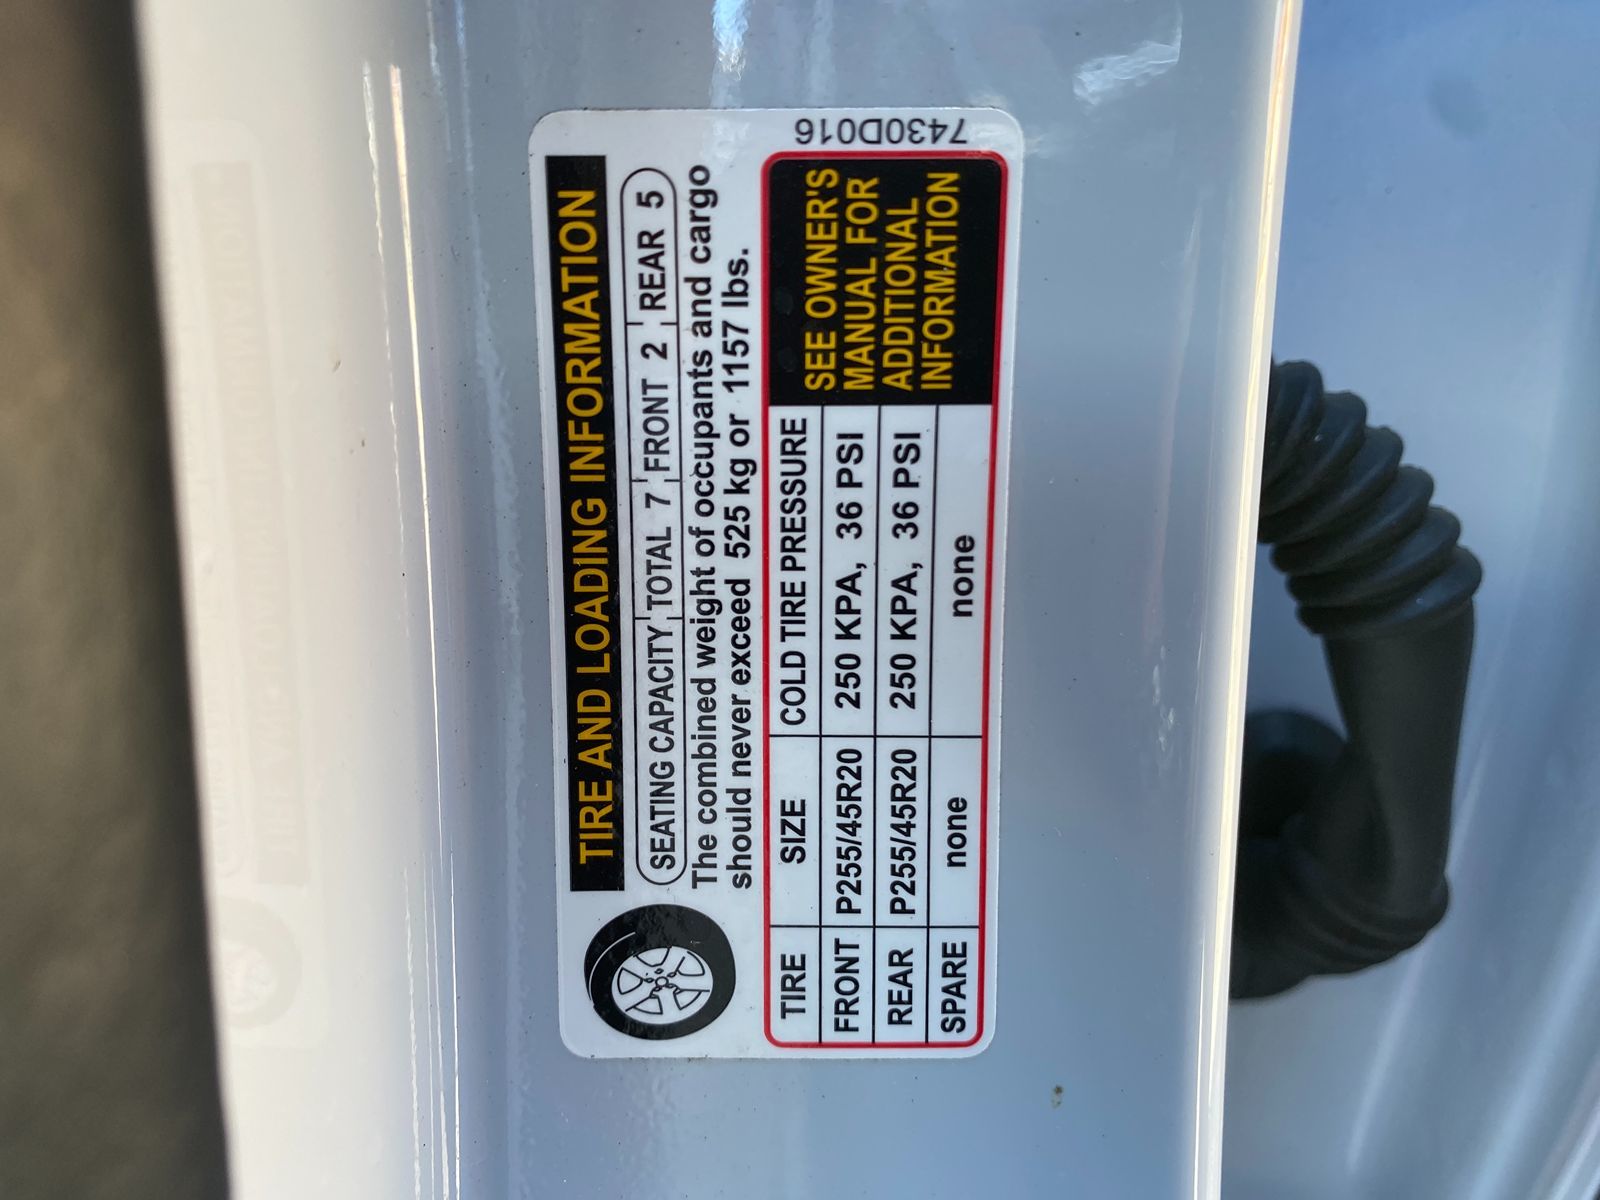 TIRE AND LOADING INFORMATION
SEATING CAPACITY TOTAL 7 FRONT 2 REAR 5
The combined weight of occupants and cargo
should never exceed 525 kg or 1157 lbs.
TIRE SIZE COLD TIRE PRESSURE
FRONT P255/45R20 250 KPA, 36 PSI
REAR P255/45R20 250 KPA, 36 PSI
SPARE none none
SEE OWNER'S
MANUAL FOR
ADDITIONAL
INFORMATION
7430D016